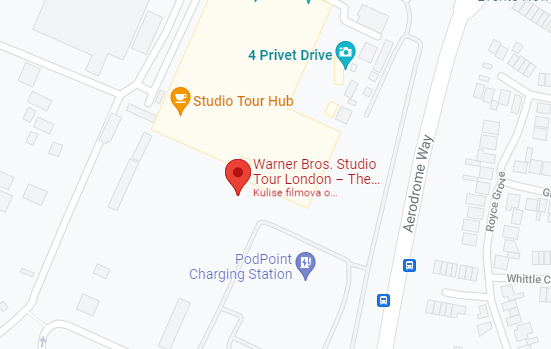 4 Privet Drive
Studio Tour Hub
Warner Bros. Studio
Tour London – The...
Kulise filmova o...
Aerodrome Way
Royce Grove
PodPoint
Charging Station
Whittle C